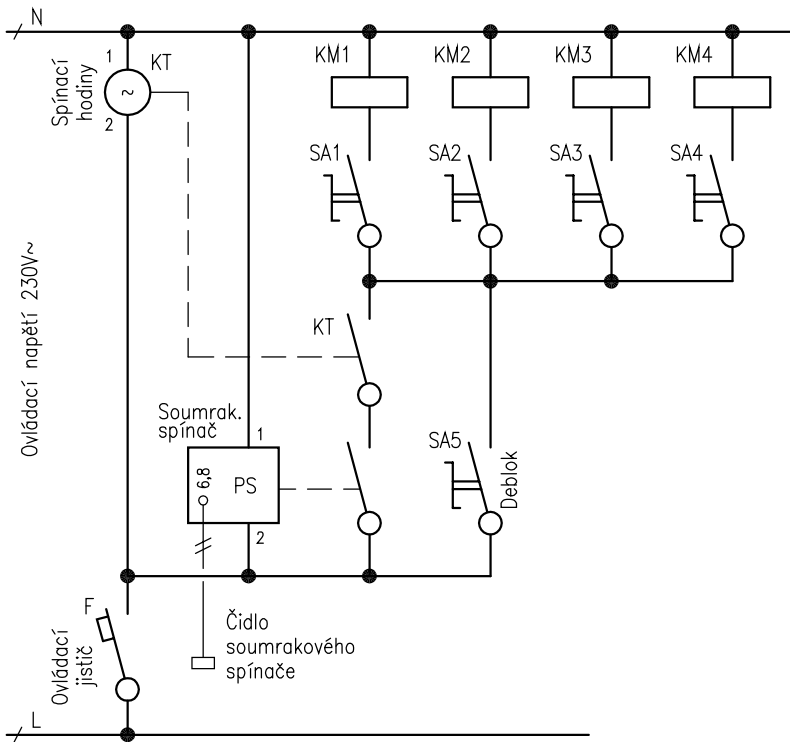 N
1
KT
Spínací
hodiny
~
2
KM1
KM2
KM3
KM4
SA1
SA2
SA3
SA4
Ovládací napětí 230V~
KT
Soumrak.
spínač
1
6,8
PS
2
SA5
Deblok
F
Ovládací
jistič
Čidlo
soumrakového
spínače
L